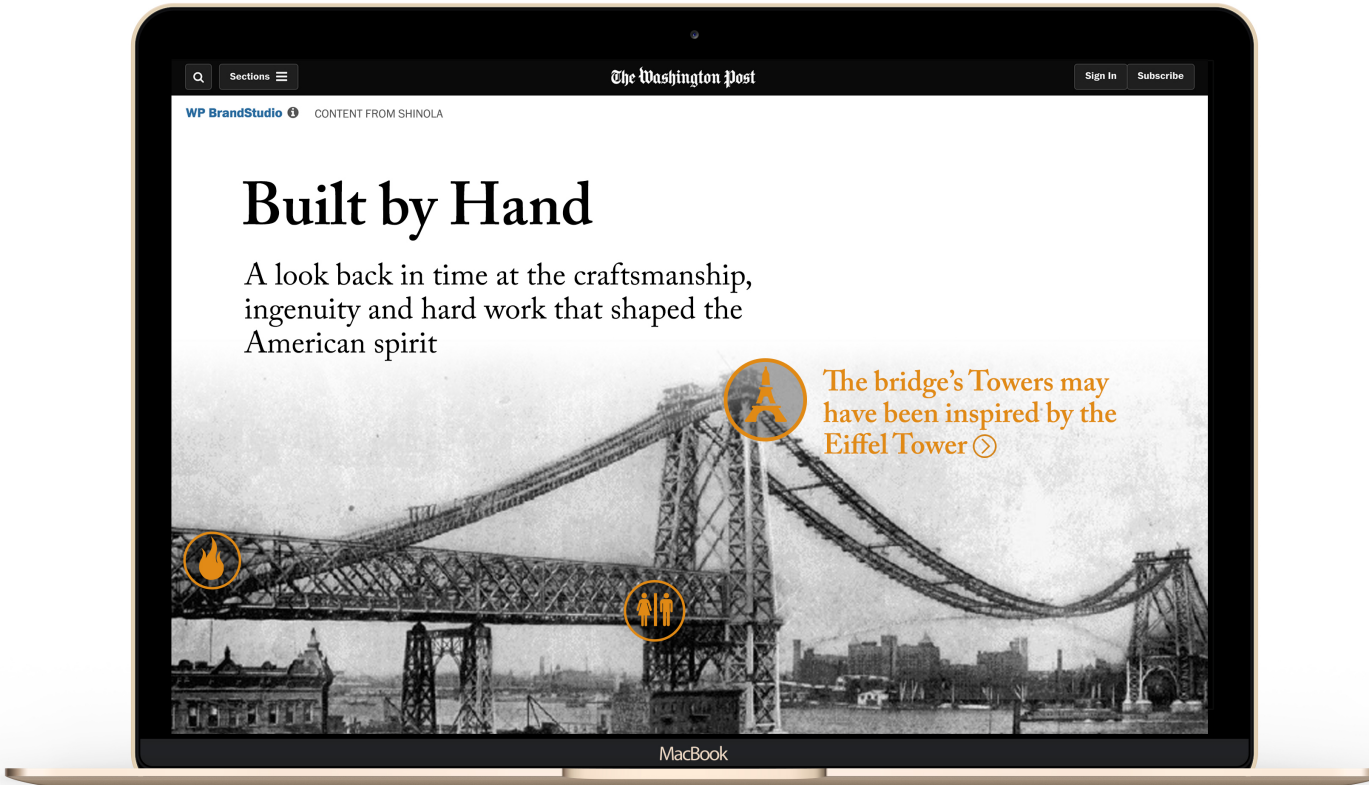 The Washington Post
Sections
Sign In
Subscribe
WP BrandStudio
CONTENT FROM SHINOLA
Built by Hand
A look back in time at the craftsmanship,
ingenuity and hard work that shaped the
American spirit
The bridge’s Towers may
have been inspired by the
Eiffel Tower
MacBook